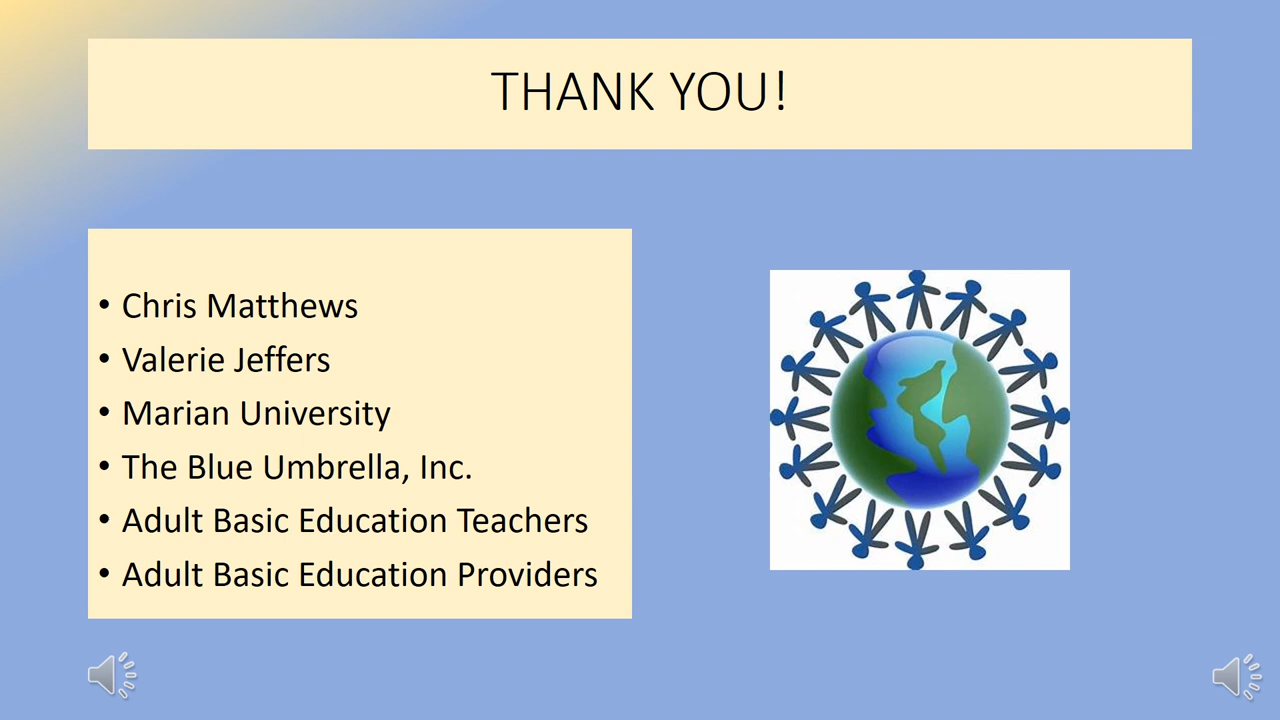 THANK YOU!
• Chris Matthews
• Valerie Jeffers
• Marian University
• The Blue Umbrella, Inc.
• Adult Basic Education Teachers
• Adult Basic Education Providers